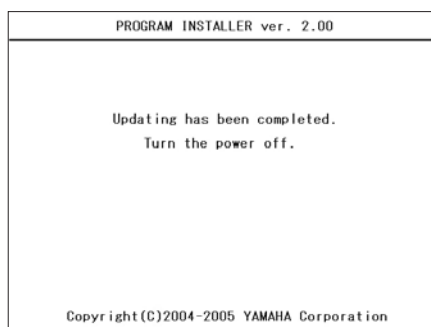 PROGRAM INSTALLER ver. 2.00
Updating has been completed.
Turn the power off.
Copyright(C)2004-2005 YAMAHA Corporation